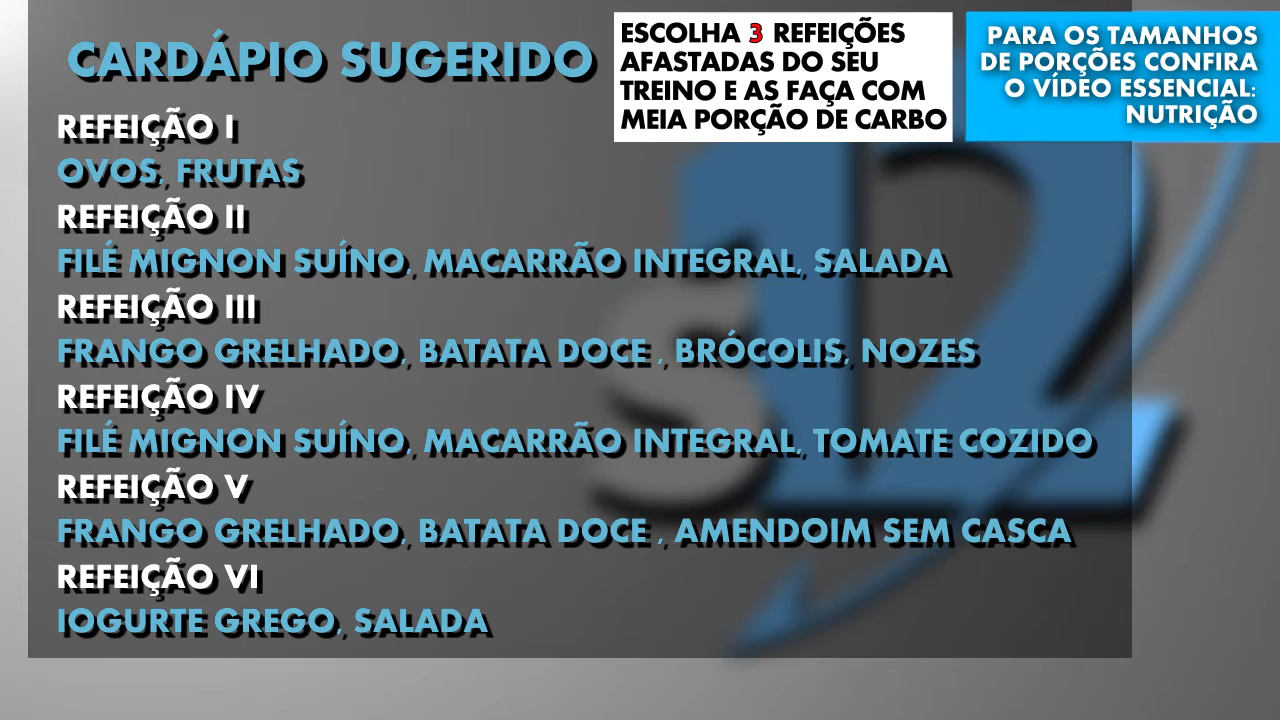 CARDÁPIO SUGERIDO
ESCOLHA 3 REFEIÇÕES
AFASTADAS DO SEU
TREINO E AS FAÇA COM
MEIA PORÇÃO DE CARBO
PARA OS TAMANHOS
DE PORÇÕES CONFIRA
O VÍDEO ESSENCIAL:
NUTRIÇÃO
REFEIÇÃO I
OVOS, FRUTAS
REFEIÇÃO II
FILÉ MIGNON SUÍNO, MACARRÃO INTEGRAL, SALADA
REFEIÇÃO III
FRANGO GRELHADO, BATATA DOCE , BRÓCOLIS, NOZES
REFEIÇÃO IV
FILÉ MIGNON SUÍNO, MACARRÃO INTEGRAL, TOMATE COZIDO
REFEIÇÃO V
FRANGO GRELHADO, BATATA DOCE , AMENDOIM SEM CASCA
REFEIÇÃO VI
IOGURTE GREGO, SALADA
S12